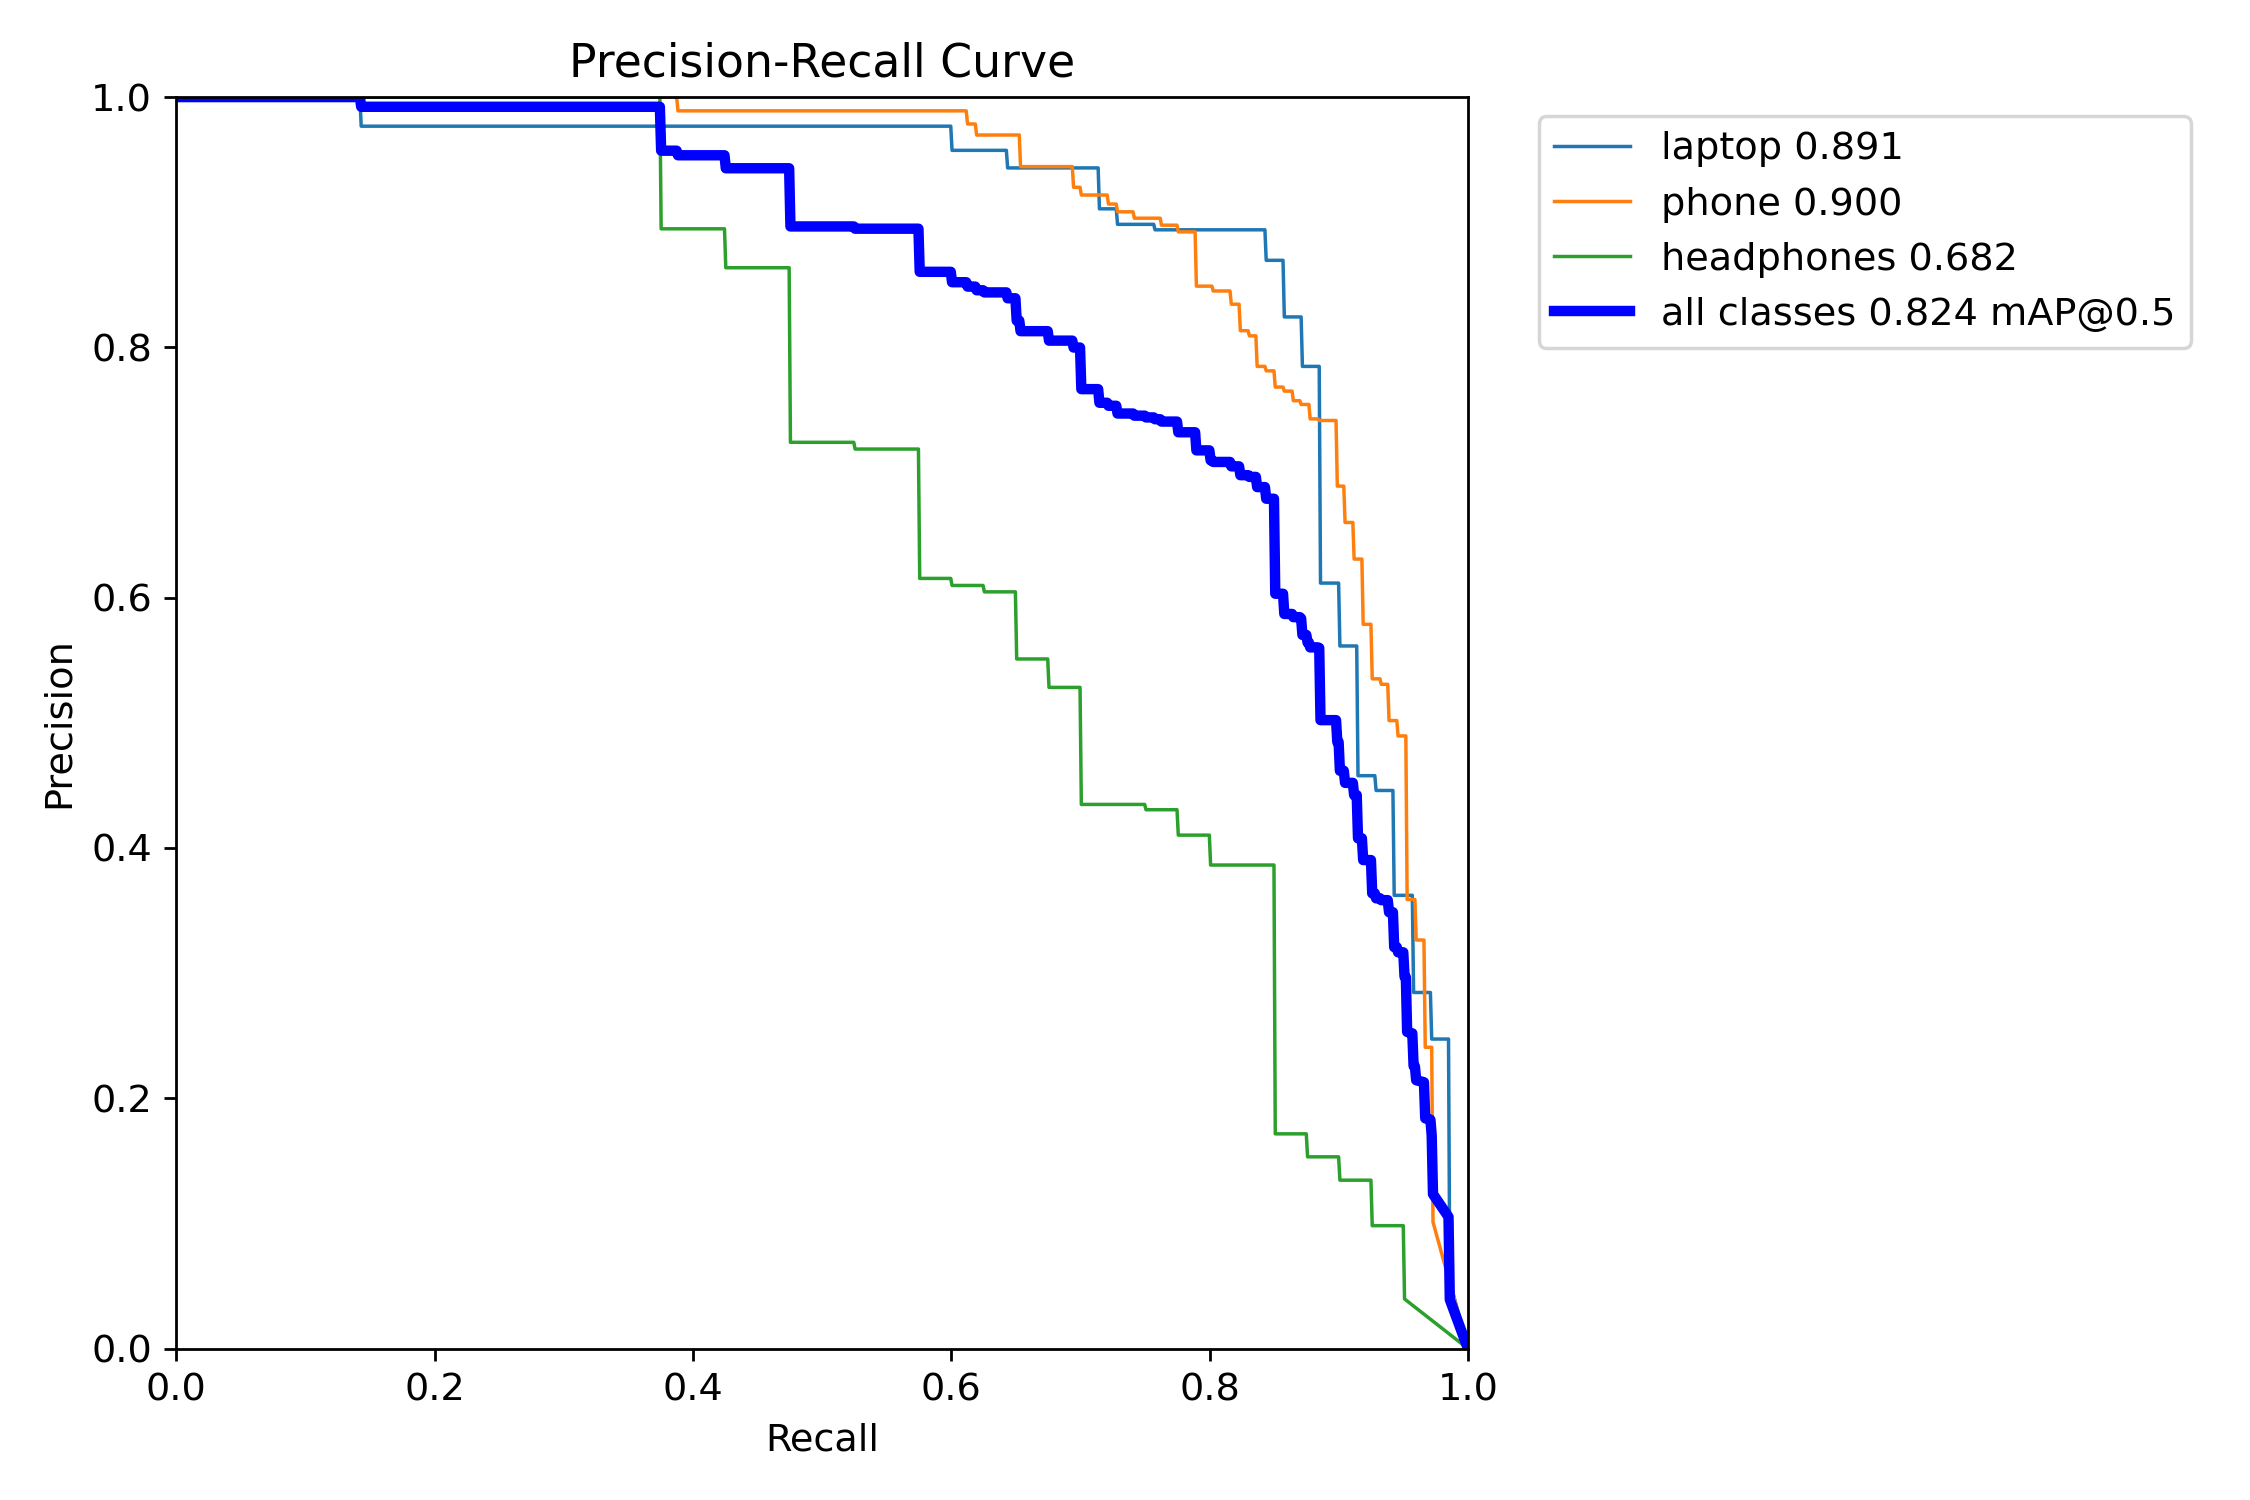 Precision-Recall Curve
1.0
0.8
0.6
0.4
0.2
0.0
Precision
0.0 0.2 0.4 0.6 0.8 1.0
Recall
laptop 0.891
phone 0.900
headphones 0.682
all classes 0.824 mAP@0.5